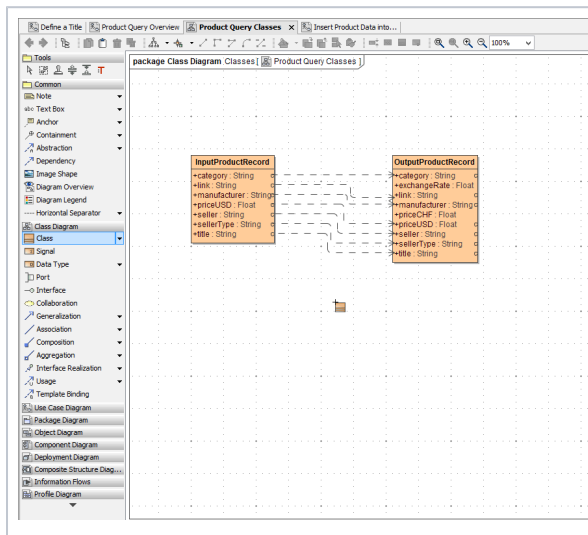 Define a Title
Product Query Overview
Product Query Classes
Insert Product Data into...
100%
Tools
Common
Note
abc Text Box
Anchor
Containment
Abstraction
Dependency
Image Shape
Diagram Overview
Diagram Legend
Horizontal Separator
Class Diagram
Class
Signal
Data Type
Port
Interface
Collaboration
Generalization
Association
Composition
Aggregation
Interface Realization
Usage
Template Binding
Use Case Diagram
Package Diagram
Object Diagram
Component Diagram
Deployment Diagram
Composite Structure Diag...
Information Flows
Profile Diagram
package Class Diagram Classes [ Product Query Classes ]
InputProductRecord
+category : String
+link : String
+manufacturer : String
+priceUSD : Float
+seller : String
+sellerType : String
+title : String
OutputProductRecord
+category : String
+exchangeRate : Float
+link : String
+manufacturer : String
+priceCHF : Float
+priceUSD : Float
+seller : String
+sellerType : String
+title : String